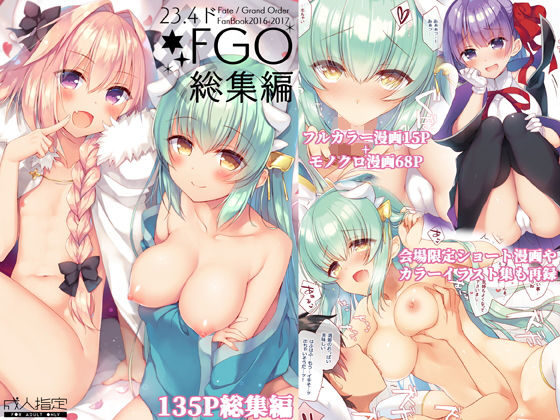 23.4ド
Fate / Grand Order
FanBook2016-2017
FGO
総集編
フルカラー漫画15P
+
モノクロ漫画68P
会場限定ショート漫画や
カラーイラスト集も再録
135P総集編
成人指定
FOR ADULT ONLY